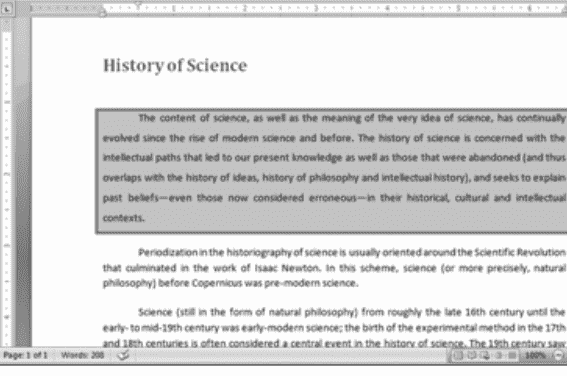 History of Science
The content of science, as well as the meaning of the very idea of science, has continually
evolved since the rise of modern science and before. The history of science is concerned with the
intellectual paths that led to our present knowledge as well as those that were abandoned (and thus
overlaps with the history of ideas, history of philosophy and intellectual history), and seeks to explain
past beliefs—even those now considered erroneous—in their historical, cultural and intellectual
contexts.
Periodization in the historiography of science is usually oriented around the Scientific Revolution
that culminated in the work of Isaac Newton. In this scheme, science (or more precisely, natural
philosophy) before Copernicus was pre-modern science.
Science (still in the form of natural philosophy) from roughly the late 16th century until the
early- to mid-19th century was early-modern science; the birth of the experimental method in the 17th
and 18th centuries is often considered a central event in the history of science. The 19th century saw
Page: 1 of 1 Words: 208 100%